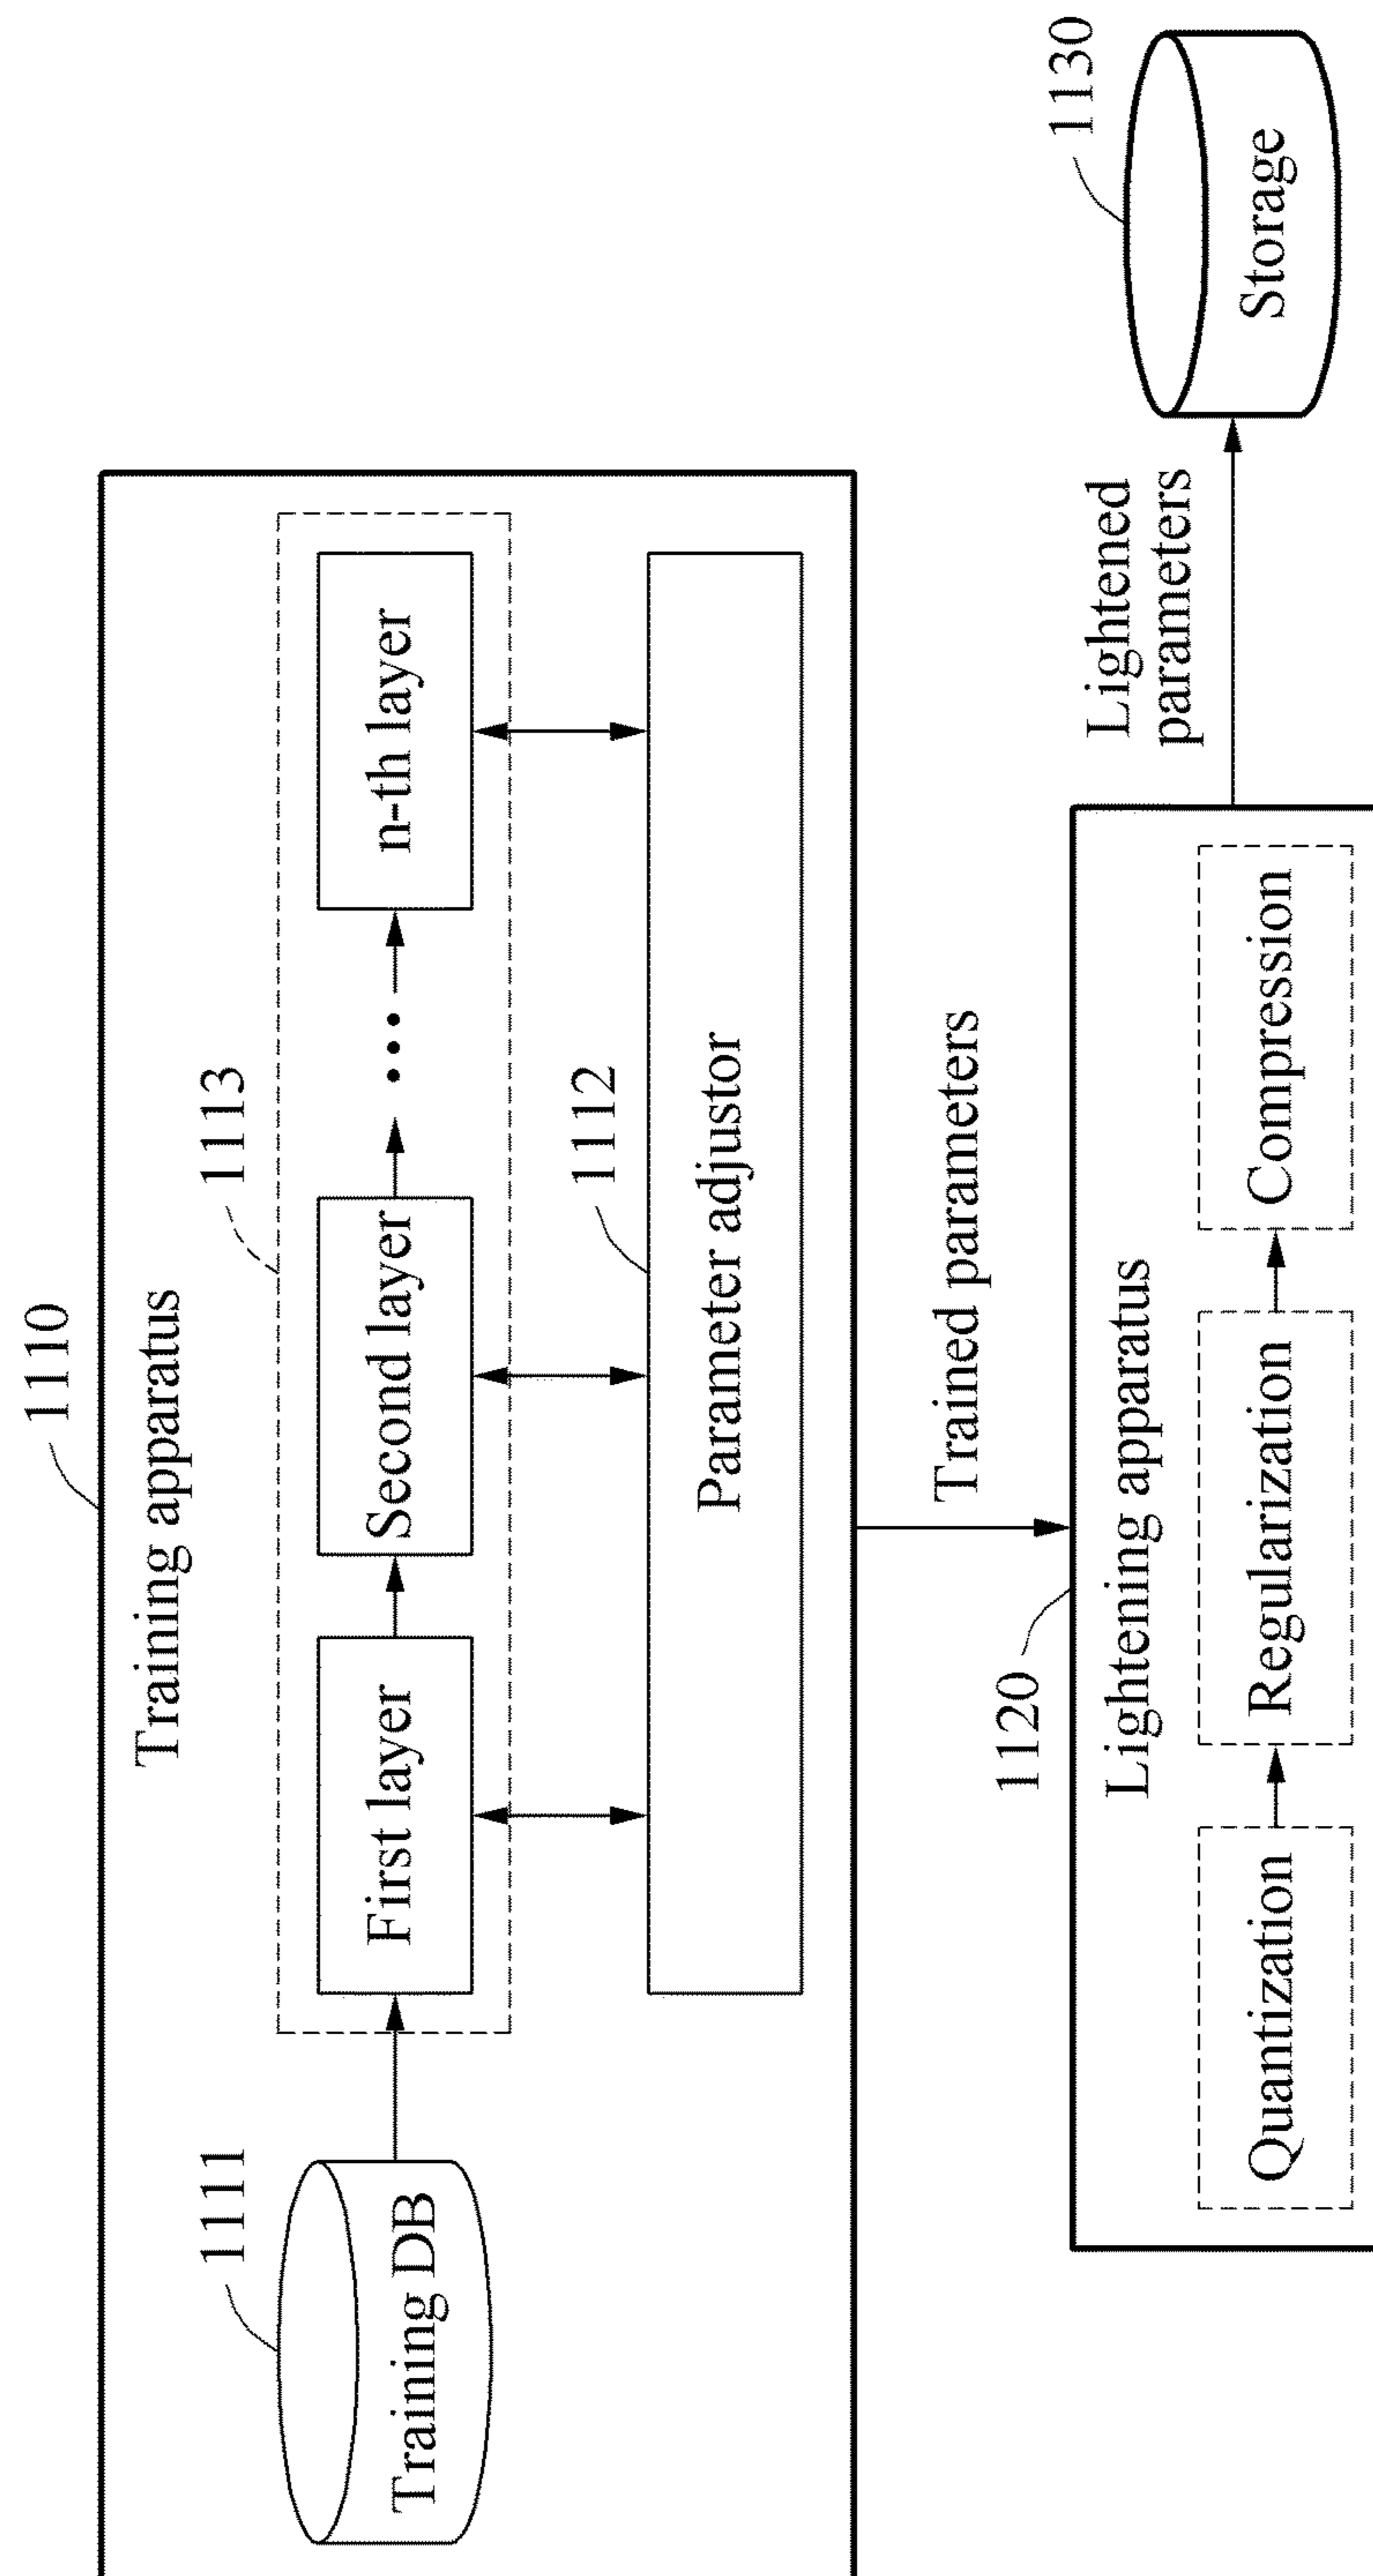 1110
Training apparatus
1111
1113
Training DB
First layer
Second layer
n-th layer
1112
Parameter adjustor
Trained parameters
1120
Lightening apparatus
Quantization
Regularization
Compression
Lightened
parameters
1130
Storage